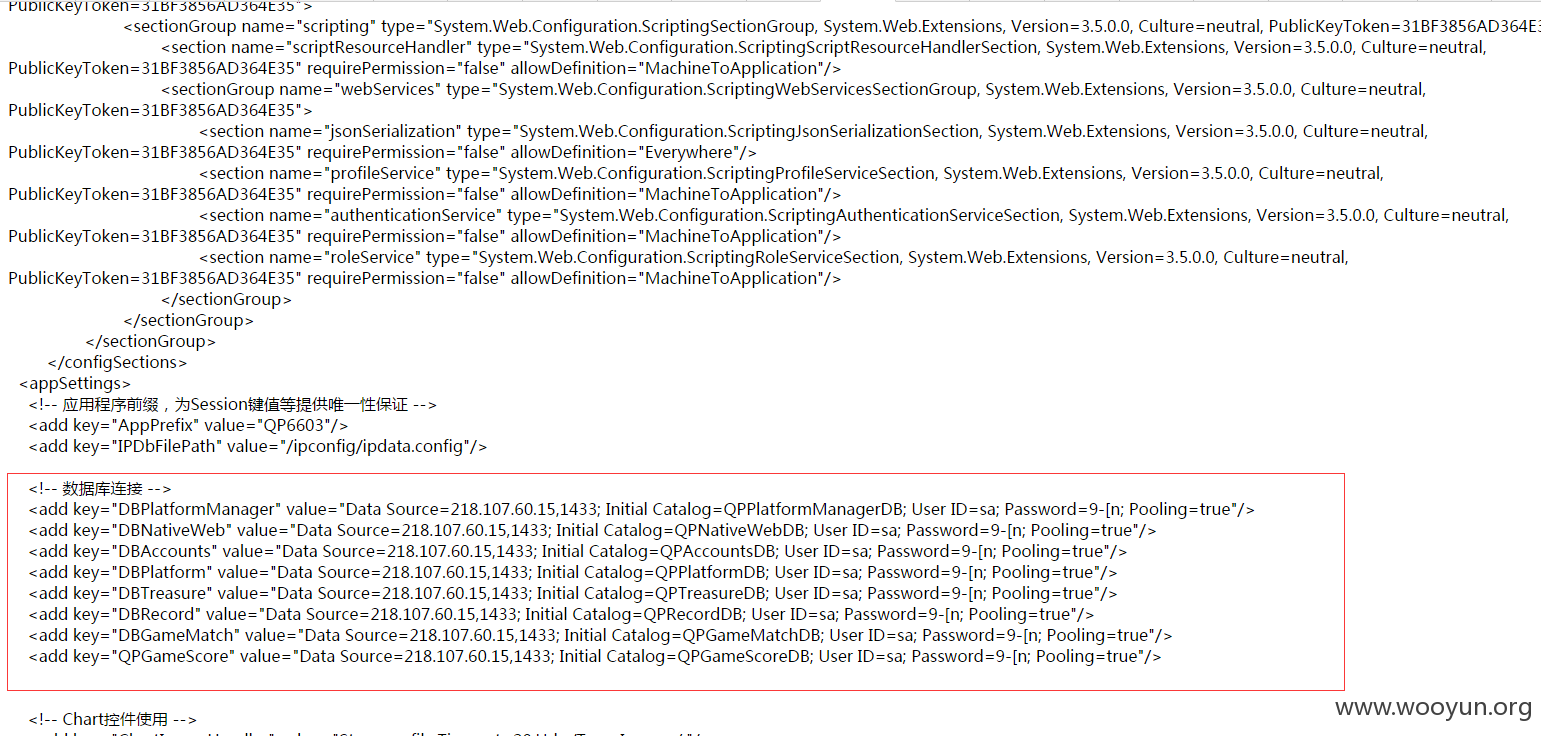 PublicKeyToken=31BF3856AD364E35">
<sectionGroup name="scripting" type="System.Web.Configuration.ScriptingSectionGroup, System.Web.Extensions, Version=3.5.0.0, Culture=neutral, PublicKeyToken=31BF3856AD364E3
<section name="scriptResourceHandler" type="System.Web.Configuration.ScriptingScriptResourceHandlerSection, System.Web.Extensions, Version=3.5.0.0, Culture=neutral,
PublicKeyToken=31BF3856AD364E35" requirePermission="false" allowDefinition="MachineToApplication"/>
<sectionGroup name="webServices" type="System.Web.Configuration.ScriptingWebServicesSectionGroup, System.Web.Extensions, Version=3.5.0.0, Culture=neutral,
PublicKeyToken=31BF3856AD364E35">
<section name="jsonSerialization" type="System.Web.Configuration.ScriptingJsonSerializationSection, System.Web.Extensions, Version=3.5.0.0, Culture=neutral,
PublicKeyToken=31BF3856AD364E35" requirePermission="false" allowDefinition="Everywhere"/>
<section name="profileService" type="System.Web.Configuration.ScriptingProfileServiceSection, System.Web.Extensions, Version=3.5.0.0, Culture=neutral,
PublicKeyToken=31BF3856AD364E35" requirePermission="false" allowDefinition="MachineToApplication"/>
<section name="authenticationService" type="System.Web.Configuration.ScriptingAuthenticationServiceSection, System.Web.Extensions, Version=3.5.0.0, Culture=neutral,
PublicKeyToken=31BF3856AD364E35" requirePermission="false" allowDefinition="MachineToApplication"/>
<section name="roleService" type="System.Web.Configuration.ScriptingRoleServiceSection, System.Web.Extensions, Version=3.5.0.0, Culture=neutral,
PublicKeyToken=31BF3856AD364E35" requirePermission="false" allowDefinition="MachineToApplication"/>
</sectionGroup>
</sectionGroup>
</sectionGroup>
</configSections>
<appSettings>
<!-- 应用程序前缀，为Session键值等提供唯一性保证 -->
<add key="AppPrefix" value="QP6603"/>
<add key="IPDbFilePath" value="/ipconfig/ipdata.config"/>
<!-- 数据库连接 -->
<add key="DBPlatformManager" value="Data Source=218.107.60.15,1433; Initial Catalog=QPPlatformManagerDB; User ID=sa; Password=9-[n; Pooling=true"/>
<add key="DBNativeWeb" value="Data Source=218.107.60.15,1433; Initial Catalog=QPNativeWebDB; User ID=sa; Password=9-[n; Pooling=true"/>
<add key="DBAccounts" value="Data Source=218.107.60.15,1433; Initial Catalog=QPAccountsDB; User ID=sa; Password=9-[n; Pooling=true"/>
<add key="DBPlatform" value="Data Source=218.107.60.15,1433; Initial Catalog=QPPlatformDB; User ID=sa; Password=9-[n; Pooling=true"/>
<add key="DBTreasure" value="Data Source=218.107.60.15,1433; Initial Catalog=QPTreasureDB; User ID=sa; Password=9-[n; Pooling=true"/>
<add key="DBRecord" value="Data Source=218.107.60.15,1433; Initial Catalog=QPRecordDB; User ID=sa; Password=9-[n; Pooling=true"/>
<add key="DBGameMatch" value="Data Source=218.107.60.15,1433; Initial Catalog=QPGameMatchDB; User ID=sa; Password=9-[n; Pooling=true"/>
<add key="QPGameScore" value="Data Source=218.107.60.15,1433; Initial Catalog=QPGameScoreDB; User ID=sa; Password=9-[n; Pooling=true"/>
<!-- Chart控件使用 -->
www.wooyun.org